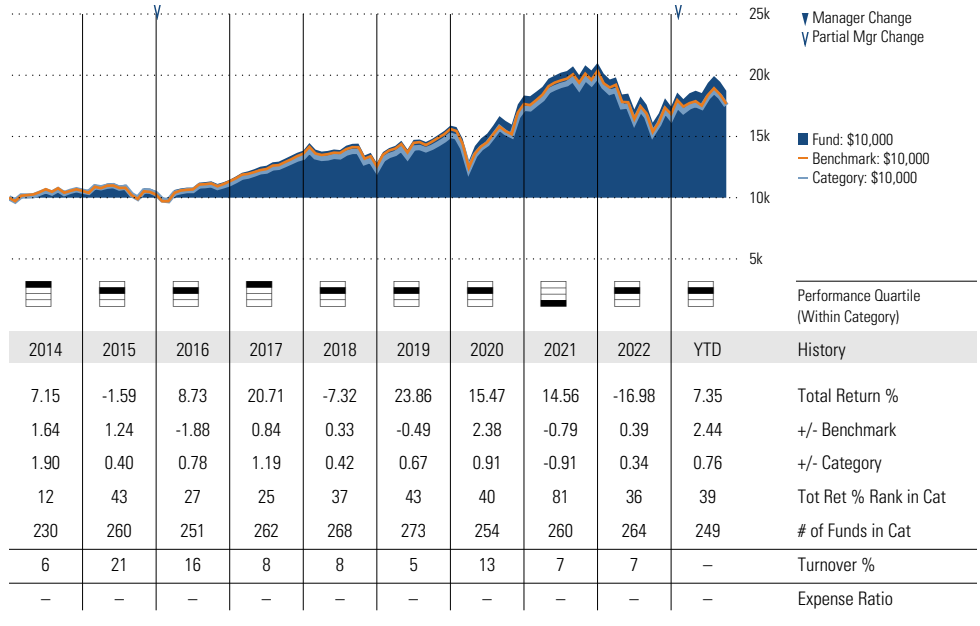 25k
20k
15k
10k
5k
Manager Change
Partial Mgr Change
Fund: $10,000
Benchmark: $10,000
Category: $10,000
Performance Quartile
(Within Category)
2014 2015 2016 2017 2018 2019 2020 2021 2022 YTD History
7.15 -1.59 8.73 20.71 -7.32 23.86 15.47 14.56 -16.98 7.35 Total Return %
1.64 1.24 -1.88 0.84 0.33 -0.49 2.38 -0.79 0.39 2.44 +/- Benchmark
1.90 0.40 0.78 1.19 0.42 0.67 0.91 -0.91 0.34 0.76 +/- Category
12 43 27 25 37 43 40 81 36 39 Tot Ret % Rank in Cat
230 260 251 262 268 273 254 260 264 249 # of Funds in Cat
6 21 16 8 8 5 13 7 7 – Turnover %
– – – – – – – – – – Expense Ratio